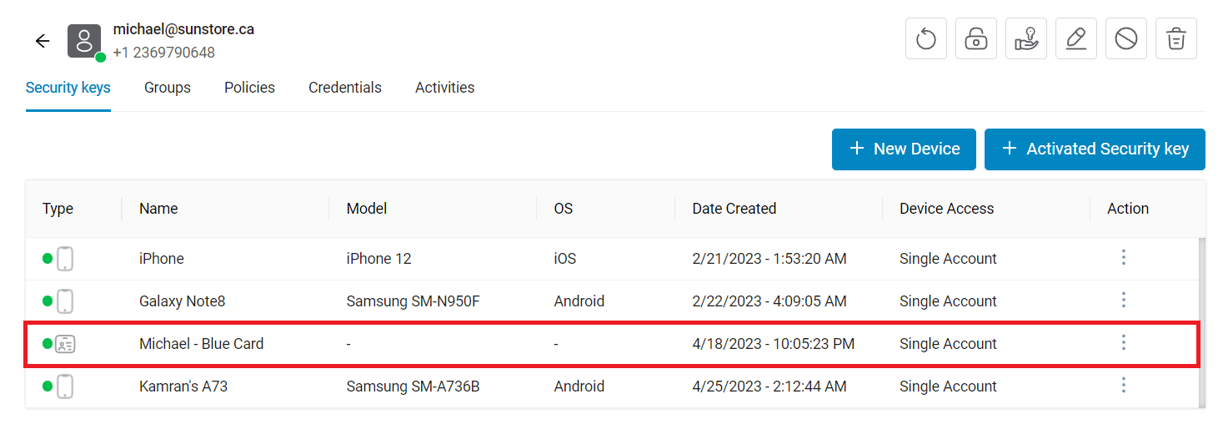 michael@sunstore.ca
+1 2369790648
Security keys Groups Policies Credentials Activities
+ New Device + Activated Security key
Type Name Model OS Date Created Device Access Action
iPhone iPhone 12 iOS 2/21/2023 - 1:53:20 AM Single Account
Galaxy Note8 Samsung SM-N950F Android 2/22/2023 - 4:09:05 AM Single Account
Michael - Blue Card - - 4/18/2023 - 10:05:23 PM Single Account
Kamran's A73 Samsung SM-A736B Android 4/25/2023 - 2:12:44 AM Single Account